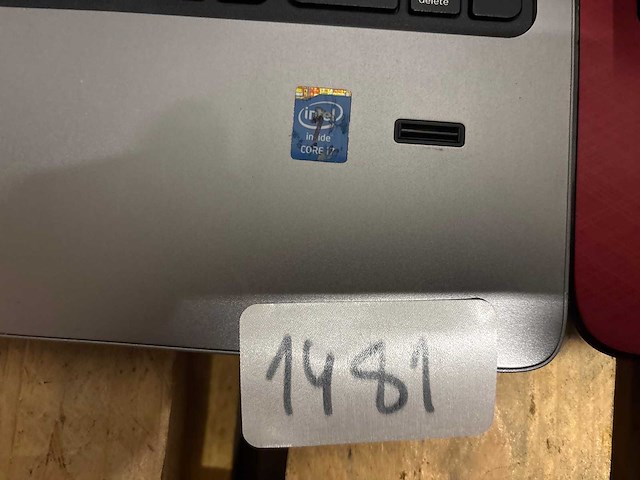 delete
intel
inside
CORE i7
1481